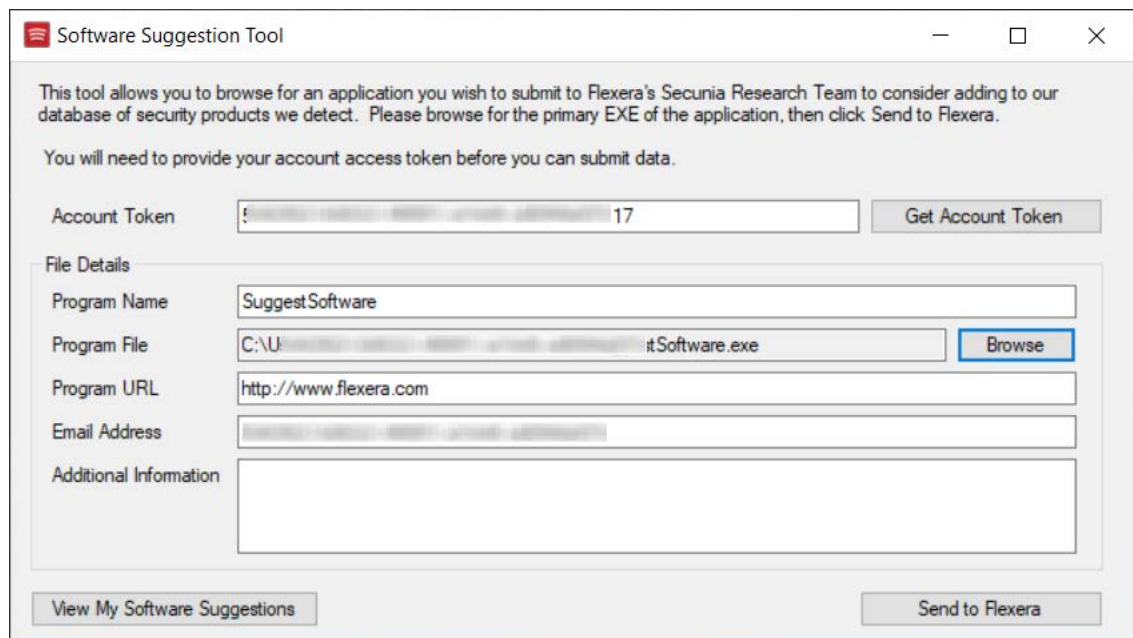 Software Suggestion Tool
This tool allows you to browse for an application you wish to submit to Flexera's Secunia Research Team to consider adding to our
database of security products we detect. Please browse for the primary EXE of the application, then click Send to Flexera.
You will need to provide your account access token before you can submit data.
Account Token 17 Get Account Token
File Details
Program Name SuggestSoftware
Program File C:\U tSoftware.exe Browse
Program URL http://www.flexera.com
Email Address
Additional Information
View My Software Suggestions Send to Flexera